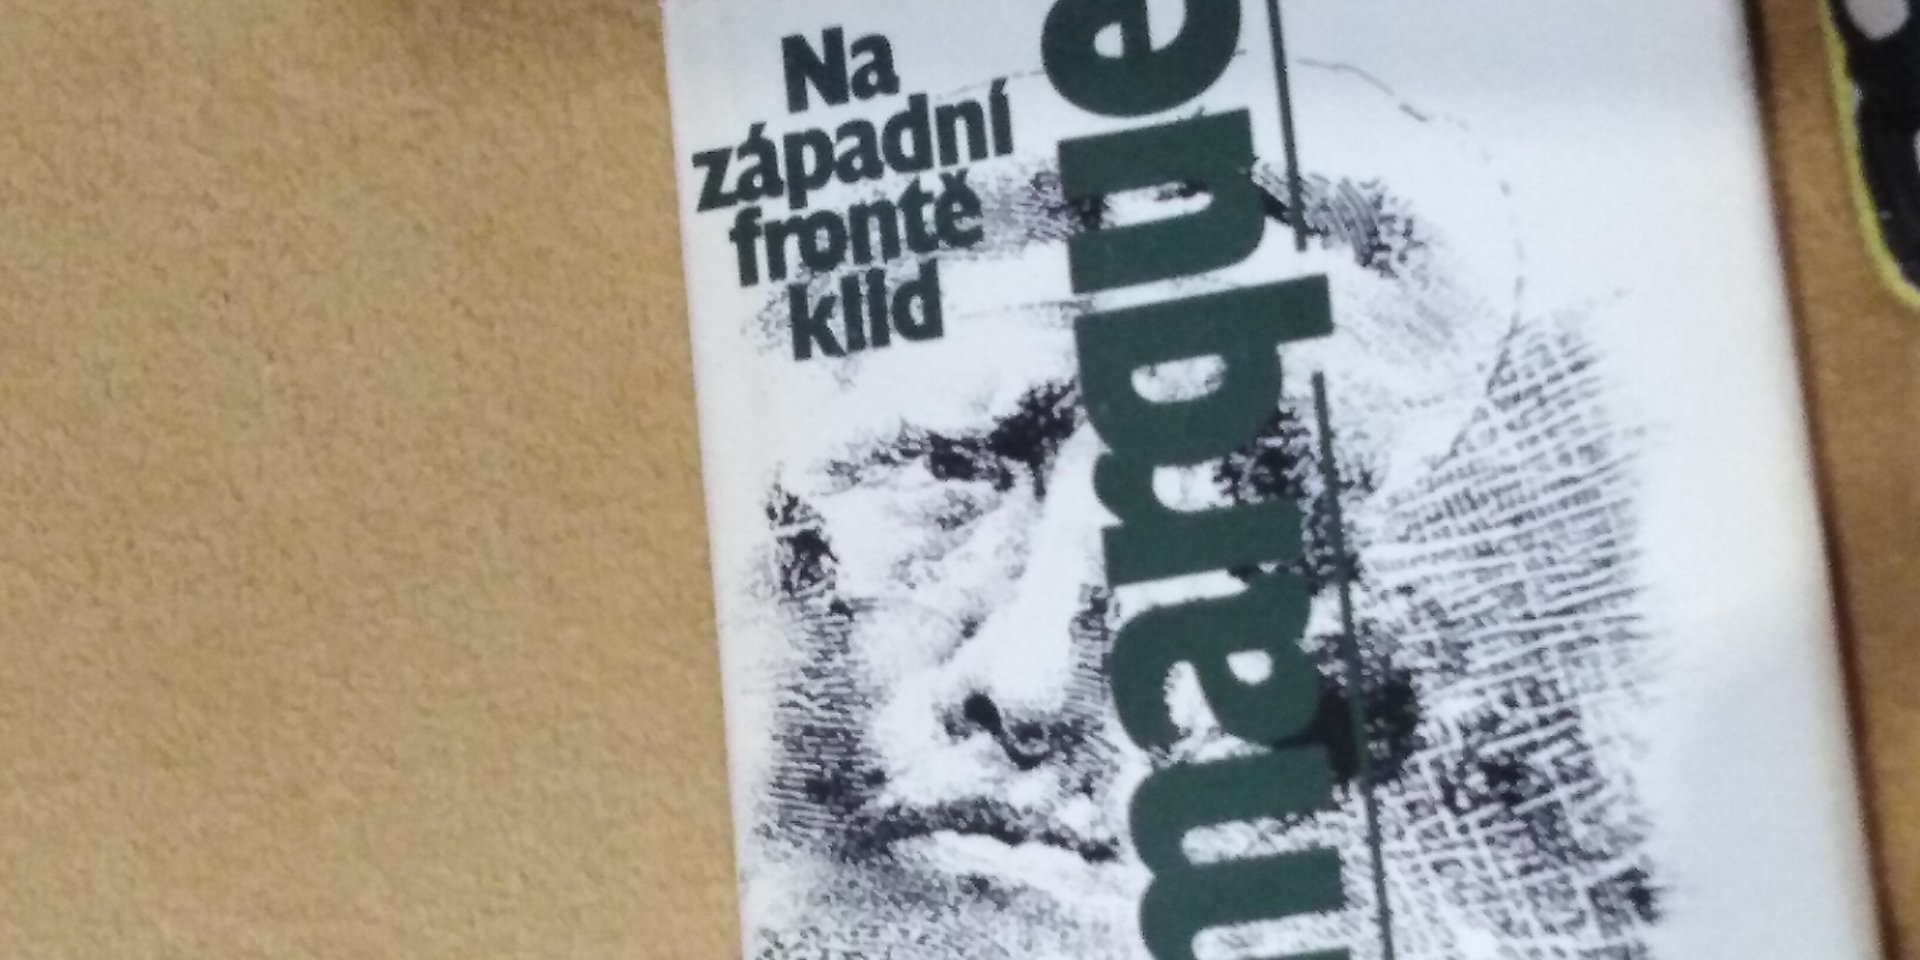 Na
západní
frontě
klid
marque